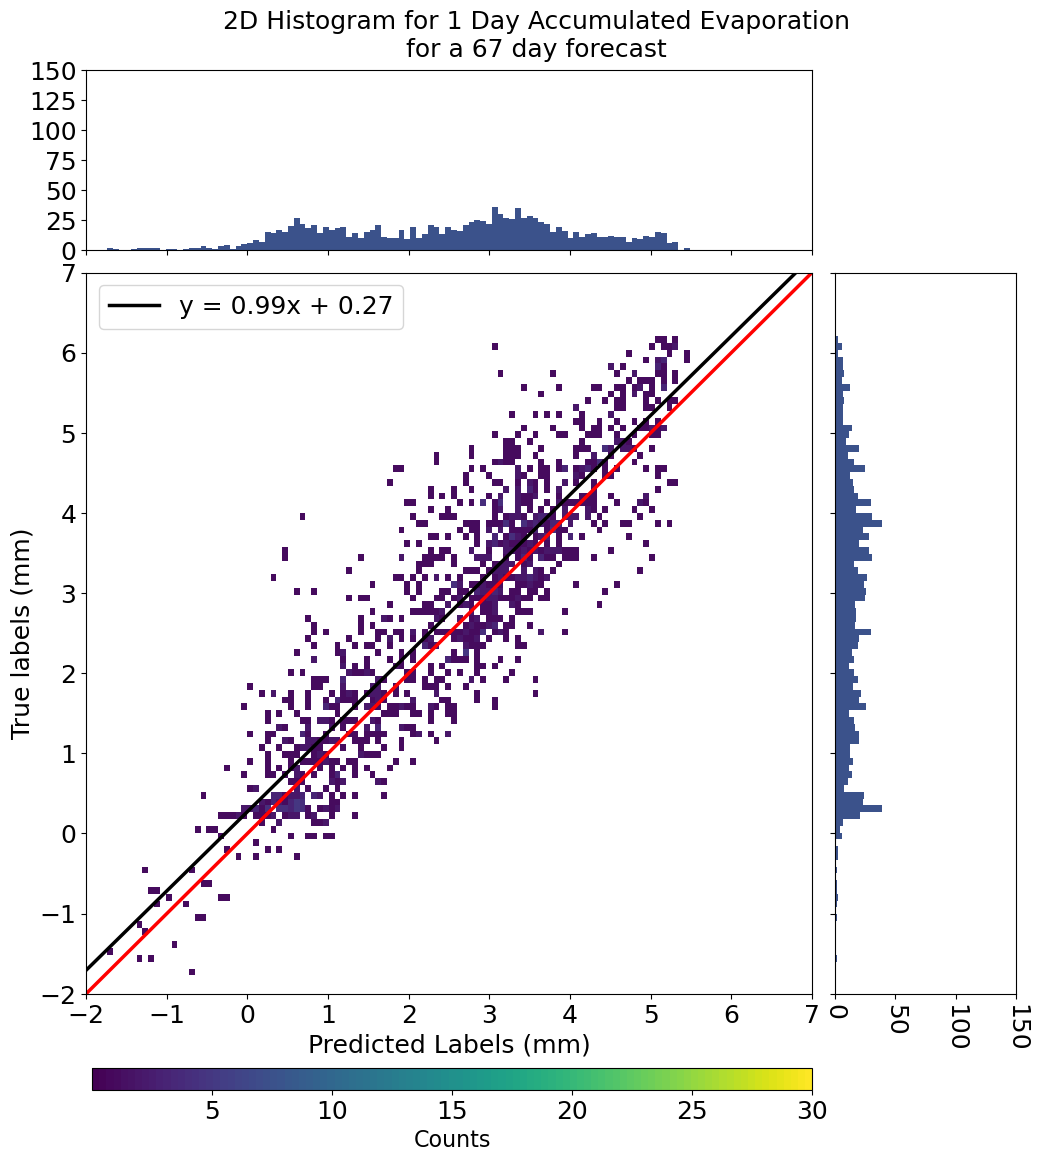 2D Histogram for 1 Day Accumulated Evaporation
for a 67 day forecast
150
125
100
75
50
25
0
7
6
5
4
3
2
1
0
−1
−2
True labels (mm)
y = 0.99x + 0.27
−2 −1 0 1 2 3 4 5 6 7
Predicted Labels (mm)
0 50 100 150
5 10 15 20 25 30
Counts